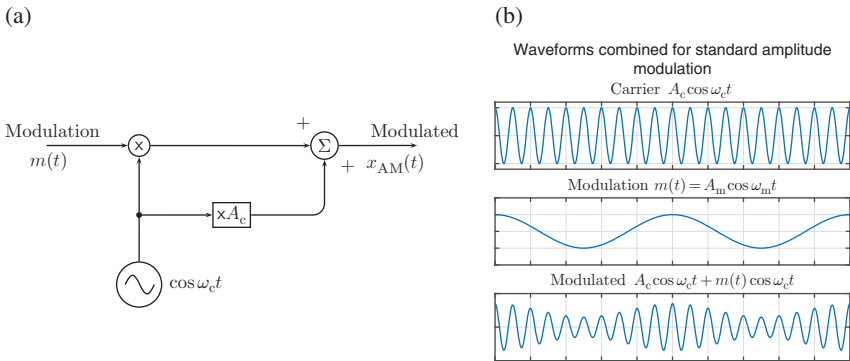 (a)
Modulation
m(t)
×
+
Σ
+
Modulated
x_AM(t)
×A_c
cos ω_c t
(b)
Waveforms combined for standard amplitude
modulation
Carrier A_c cos ω_c t
Modulation m(t) = A_m cos ω_m t
Modulated A_c cos ω_c t + m(t) cos ω_c t